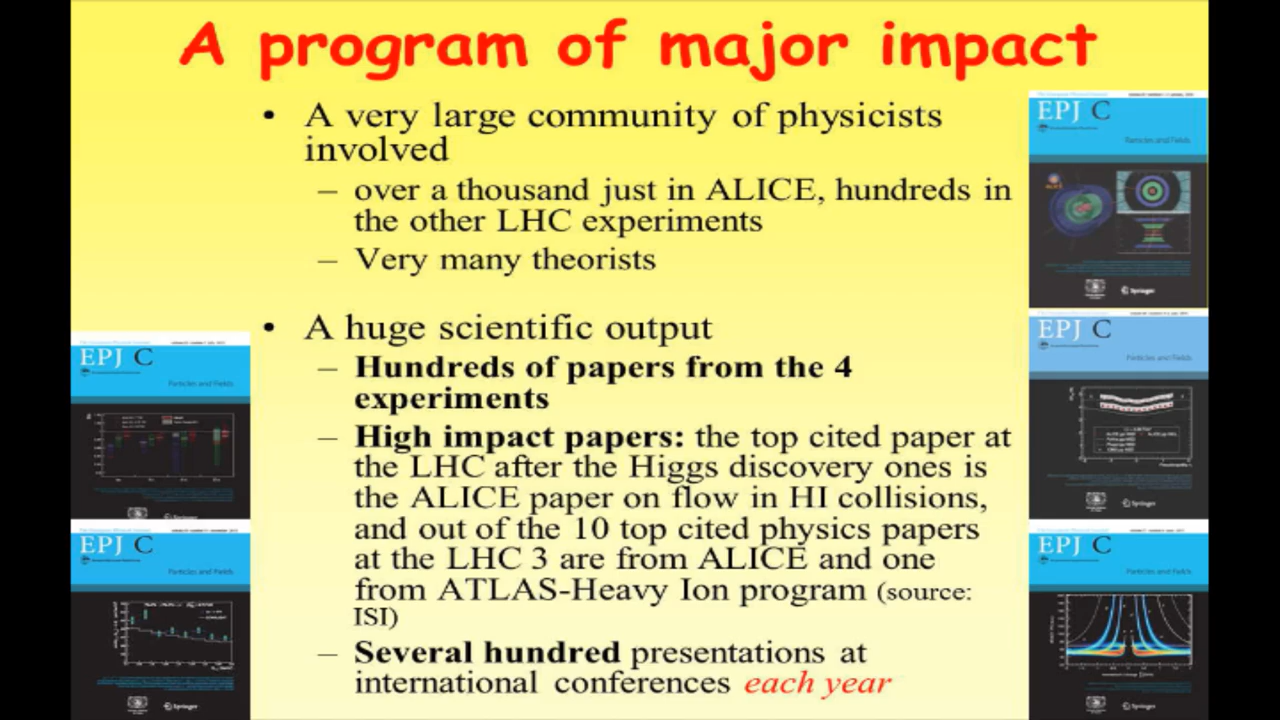 A program of major impact
• A very large community of physicists
involved
– over a thousand just in ALICE, hundreds in
the other LHC experiments
– Very many theorists
• A huge scientific output
– Hundreds of papers from the 4
experiments
– High impact papers: the top cited paper at
the LHC after the Higgs discovery ones is
the ALICE paper on flow in HI collisions,
and out of the 10 top cited physics papers
at the LHC 3 are from ALICE and one
from ATLAS-Heavy Ion program (source:
ISI)
– Several hundred presentations at
international conferences each year
EPJ C
Particles and Fields
Springer
EPJ C
Particles and Fields
Springer
EPJ C
Particles and Fields
Springer
EPJ C
Particles and Fields
Springer
EPJ C
Particles and Fields
Springer